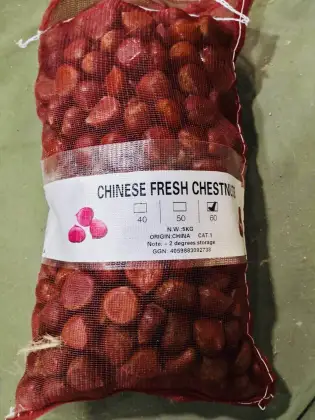 CHINESE FRESH CHESTNUTS
40 50 60
N.W.:5KG
ORIGIN:CHINA CAT.1
Note: - 2 degrees storage